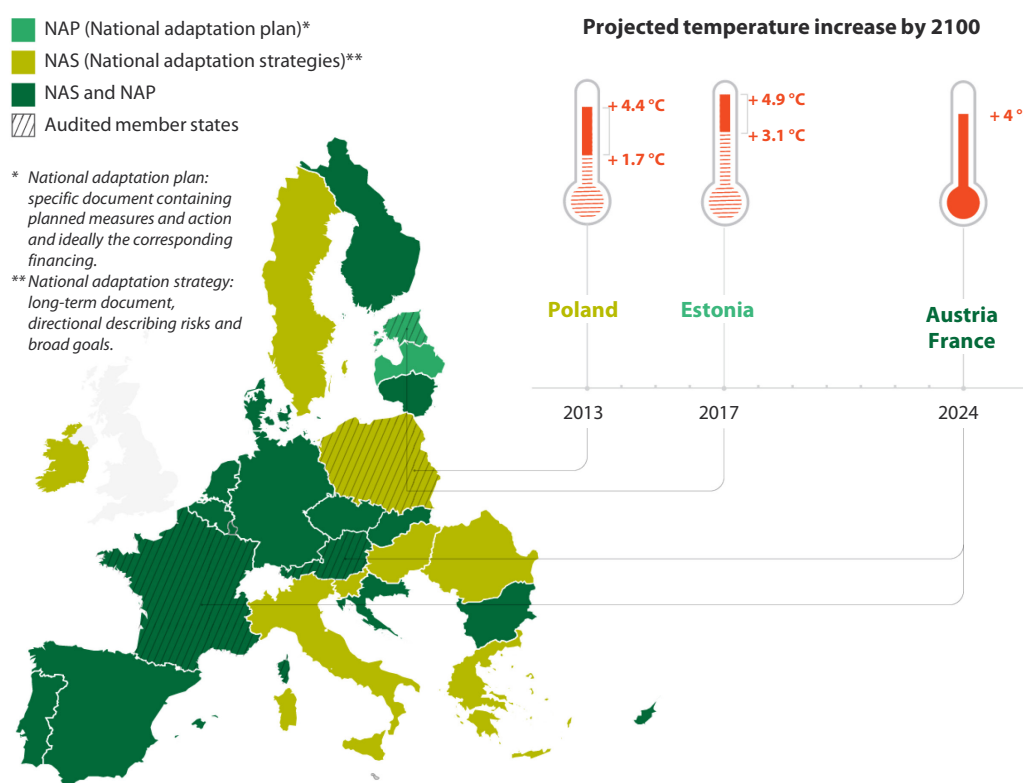 NAP (National adaptation plan)*
NAS (National adaptation strategies)**
NAS and NAP
Audited member states
* National adaptation plan:
specific document containing
planned measures and action
and ideally the corresponding
financing.
** National adaptation strategy:
long-term document,
directional describing risks and
broad goals.
Projected temperature increase by 2100
+ 4.4 °C
+ 1.7 °C
+ 4.9 °C
+ 3.1 °C
+ 4 °
Poland
Estonia
Austria
France
2013
2017
2024